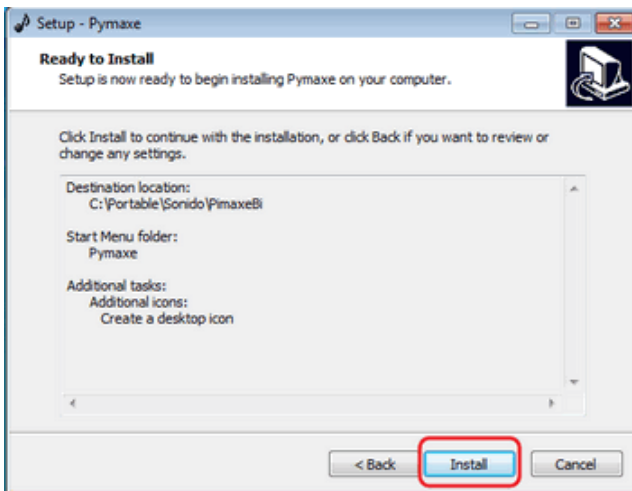 Setup - Pymaxe
Ready to Install
Setup is now ready to begin installing Pymaxe on your computer.
Click Install to continue with the installation, or click Back if you want to review or
change any settings.
Destination location:
C:\Portable\Sonido\PimaxeBi
Start Menu folder:
Pymaxe
Additional tasks:
Additional icons:
Create a desktop icon
< Back
Install
Cancel